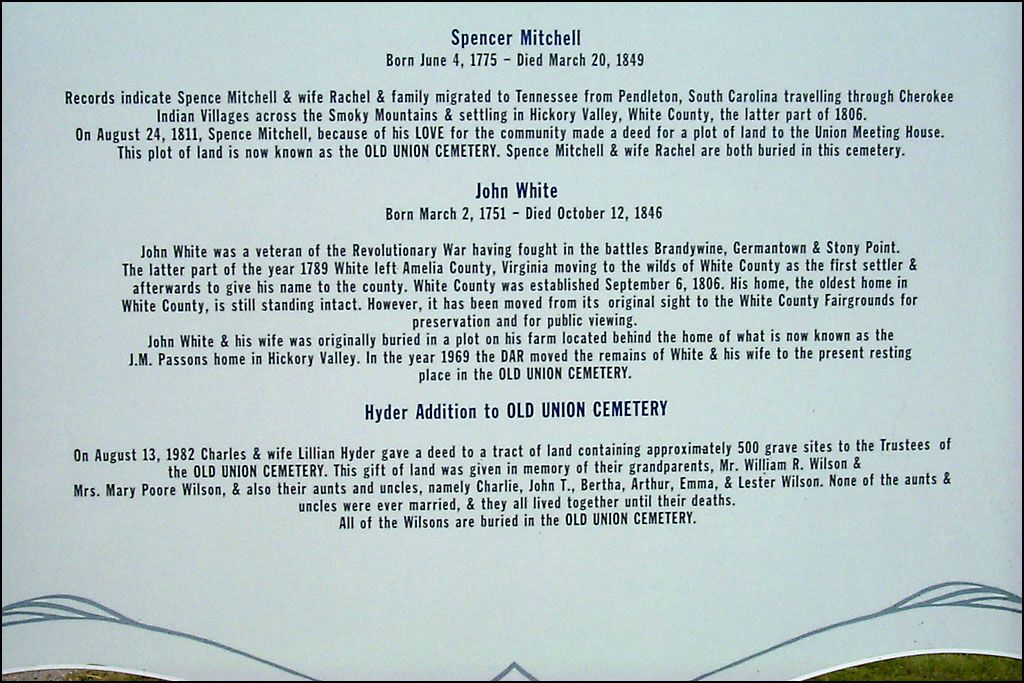 Spencer Mitchell
Born June 4, 1775 - Died March 20, 1849
Records indicate Spence Mitchell & wife Rachel & family migrated to Tennessee from Pendleton, South Carolina travelling through Cherokee
Indian Villages across the Smoky Mountains & settling in Hickory Valley, White County, the latter part of 1806.
On August 24, 1811, Spence Mitchell, because of his LOVE for the community made a deed for a plot of land to the Union Meeting House.
This plot of land is now known as the OLD UNION CEMETERY. Spence Mitchell & wife Rachel are both buried in this cemetery.
John White
Born March 2, 1751 - Died October 12, 1846
John White was a veteran of the Revolutionary War having fought in the battles Brandywine, Germantown & Stony Point.
The latter part of the year 1789 White left Amelia County, Virginia moving to the wilds of White County as the first settler &
afterwards to give his name to the county. White County was established September 6, 1806. His home, the oldest home in
White County, is still standing intact. However, it has been moved from its original sight to the White County Fairgrounds for
preservation and for public viewing.
John White & his wife was originally buried in a plot on his farm located behind the home of what is now known as the
J.M. Passons home in Hickory Valley. In the year 1969 the DAR moved the remains of White & his wife to the present resting
place in the OLD UNION CEMETERY.
Hyder Addition to OLD UNION CEMETERY
On August 13, 1982 Charles & wife Lillian Hyder gave a deed to a tract of land containing approximately 500 grave sites to the Trustees of
the OLD UNION CEMETERY. This gift of land was given in memory of their grandparents, Mr. William R. Wilson &
Mrs. Mary Poore Wilson, & also their aunts and uncles, namely Charlie, John T., Bertha, Arthur, Emma, & Lester Wilson. None of the aunts &
uncles were ever married, & they all lived together until their deaths.
All of the Wilsons are buried in the OLD UNION CEMETERY.